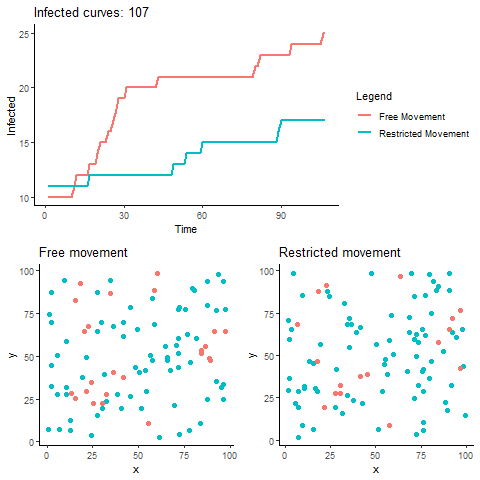 Infected curves: 107
25
20
15
10
Infected
1
30
60
90
Time
Legend
Free Movement
Restricted Movement
Free movement
100
75
50
25
0
y
0
25
50
75
100
x
Restricted movement
100
75
50
25
0
y
0
25
50
75
100
x